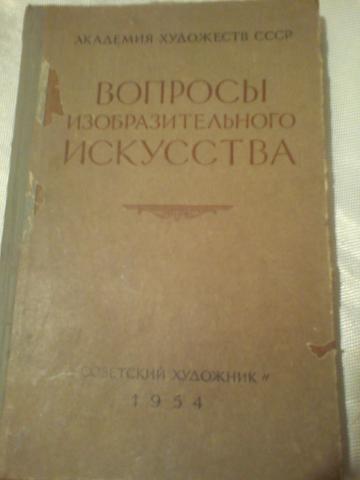 АКАДЕМИЯ ХУДОЖЕСТВ СССР
ВОПРОСЫ
ИЗОБРАЗИТЕЛЬНОГО
ИСКУССТВА
СОВЕТСКИЙ ХУДОЖНИК"
1954